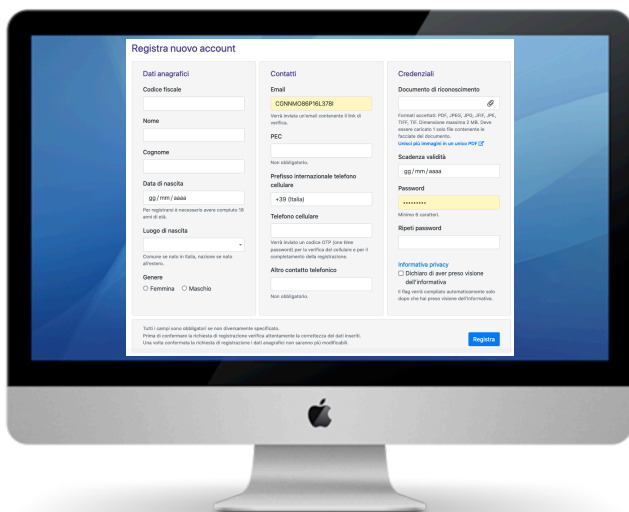 Registra nuovo account
Dati anagrafici
Codice fiscale
Nome
Cognome
Data di nascita
gg/mm/aaaa
Per registrarsi è necessario avere compiuto 18
anni di età.
Luogo di nascita
Comune se nato in Italia, nazione se nato
all'estero.
Genere
Femmina
Maschio
Contatti
Email
CGNNMO86P16L378I
Verrà inviata un'email contenente il link di
verifica.
PEC
Non obbligatorio.
Prefisso internazionale telefono
cellulare
+39 (Italia)
Telefono cellulare
Verrà inviato un codice OTP (one time
password) per la verifica del cellulare e per il
completamento della registrazione.
Altro contatto telefonico
Non obbligatorio.
Credenziali
Documento di riconoscimento
Formati accettati: PDF, JPEG, JPG, JFIF, JPE,
TIFF, TIF. Dimensione massima 2 MB. Deve
essere caricato 1 solo file contenente le
facciate del documento.
Unisci più immagini in un unico PDF
Scadenza validità
gg/mm/aaaa
Password
•••••••••
Minimo 8 caratteri.
Ripeti password
Informativa privacy
Dichiaro di aver preso visione
dell'informativa
Il flag verrà compilato automaticamente solo
dopo che hai preso visione dell'informativa.
Tutti i campi sono obbligatori se non diversamente specificato.
Prima di confermare la richiesta di registrazione verifica attentamente la correttezza dei dati inseriti.
Una volta confermata la richiesta di registrazione i dati anagrafici non saranno più modificabili.
Registra